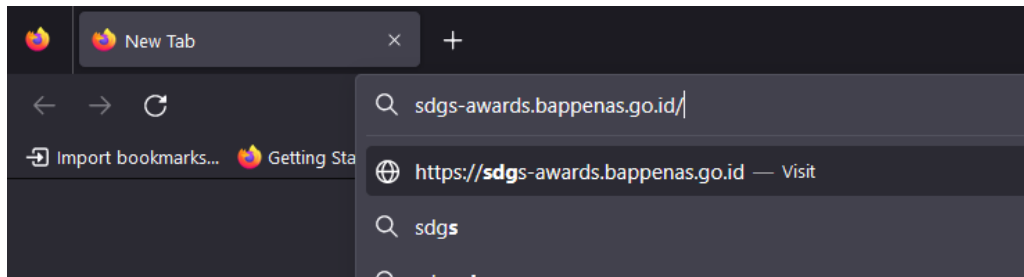 New Tab
sdgs-awards.bappenas.go.id/
Import bookmarks... Getting Sta
https://sdgs-awards.bappenas.go.id — Visit
sdgs